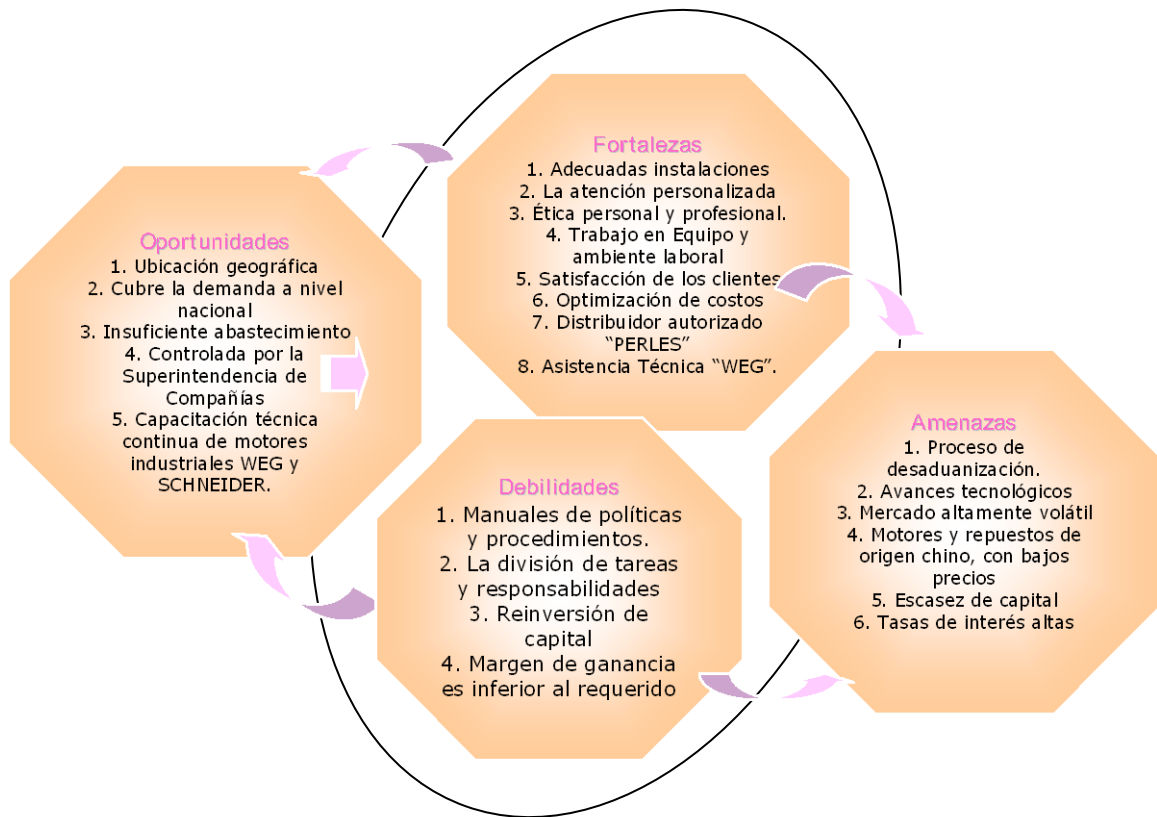 Fortalezas
1. Adecuadas instalaciones
2. La atención personalizada
3. Ética personal y profesional.
4. Trabajo en Equipo y
ambiente laboral
5. Satisfacción de los clientes
6. Optimización de costos
7. Distribuidor autorizado
“PERLES”
8. Asistencia Técnica “WEG”.
Oportunidades
1. Ubicación geográfica
2. Cubre la demanda a nivel
nacional
3. Insuficiente abastecimiento
4. Controlada por la
Superintendencia de
Compañías
5. Capacitación técnica
continua de motores
industriales WEG y
SCHNEIDER.
Debilidades
1. Manuales de políticas
y procedimientos.
2. La división de tareas
y responsabilidades
3. Reinversión de
capital
4. Margen de ganancia
es inferior al requerido
Amenazas
1. Proceso de
desaduanización.
2. Avances tecnológicos
3. Mercado altamente volátil
4. Motores y repuestos de
origen chino, con bajos
precios
5. Escasez de capital
6. Tasas de interés altas